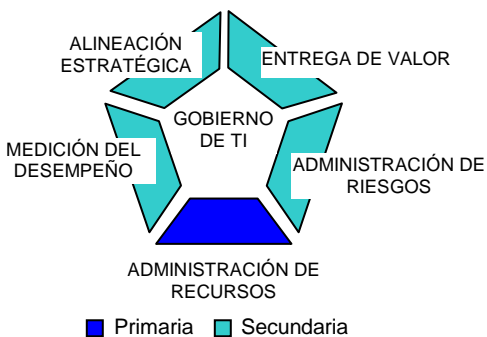 ALINEACIÓN
ESTRATÉGICA
ENTREGA DE VALOR
GOBIERNO
DE TI
MEDICIÓN DEL
DESEMPEÑO
ADMINISTRACIÓN DE
RIESGOS
ADMINISTRACIÓN DE
RECURSOS
Primaria
Secundaria